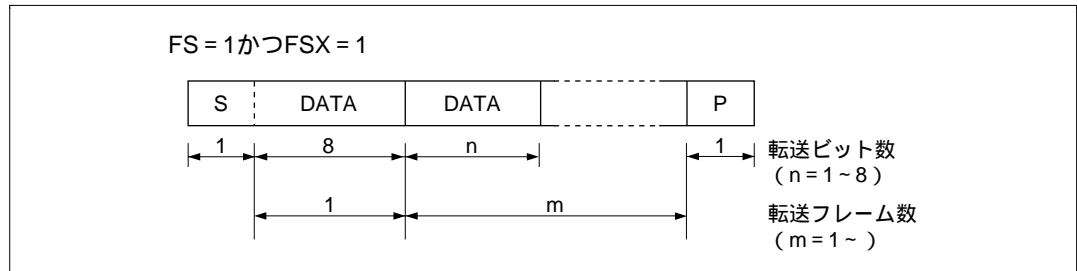 FS = 1かつFSX = 1
S DATA DATA P
1 8 n 1 転送ビット数
( n = 1 ~ 8 )
1 m 転送フレーム数
( m = 1 ~ )